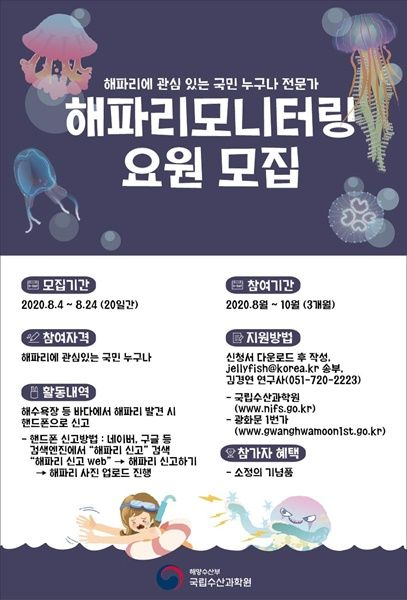 해파리에 관심 있는 국민 누구나 전문가
해파리모니터링
요원 모집
모집기간
2020.8.4 ~ 8.24 (20일간)
참여자격
해파리에 관심있는 국민 누구나
활동내역
해수욕장 등 바다에서 해파리 발견 시
핸드폰으로 신고
- 핸드폰 신고방법 : 네이버, 구글 등
검색엔진에서 “해파리 신고” 검색
“해파리 신고 web” → 해파리 신고하기
→ 해파리 사진 업로드 진행
참여기간
2020.8월 ~ 10월 (3개월)
지원방법
신청서 다운로드 후 작성,
jellyfish@korea.kr 송부,
김경연 연구사(051-720-2223)
- 국립수산과학원
(www.nifs.go.kr)
- 광화문 1번가
(www.gwanghwamoon1st.go.kr)
참가자 혜택
- 소정의 기념품
해양수산부
국립수산과학원